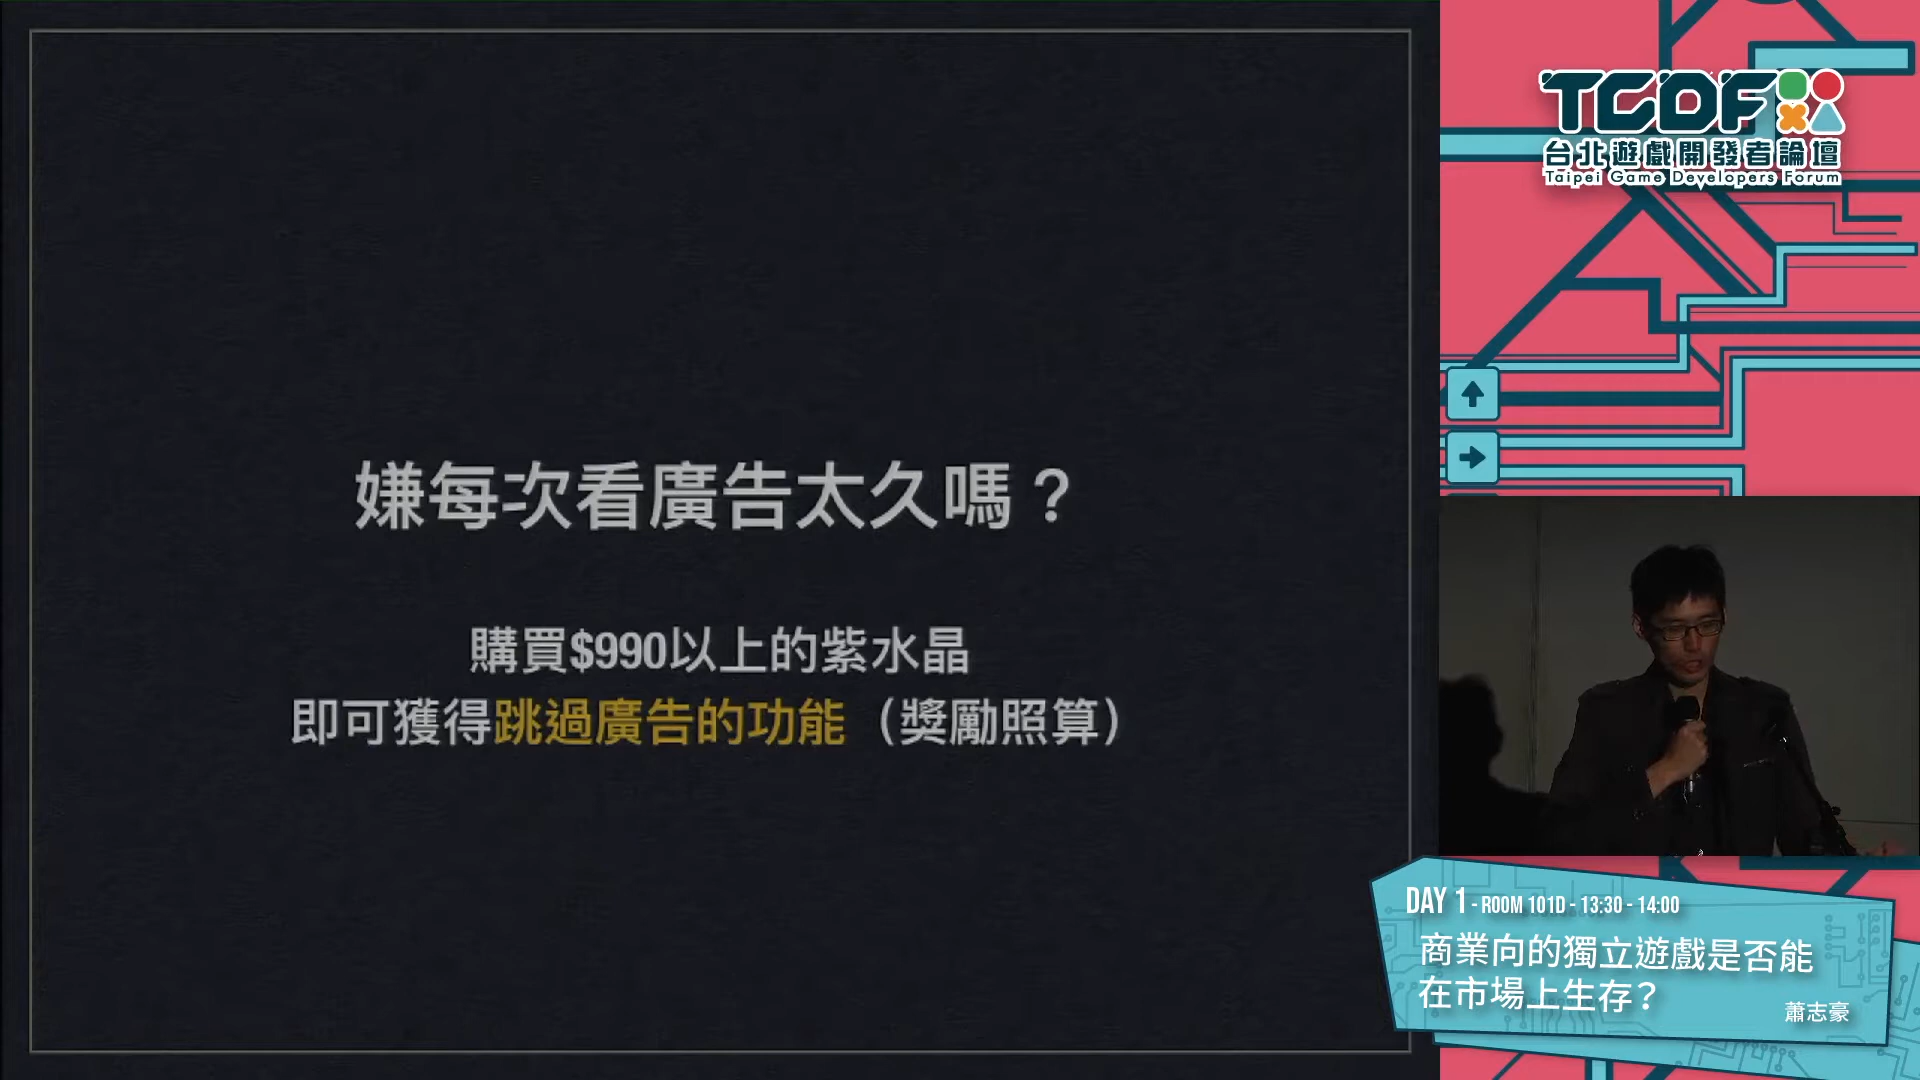 嫌每次看廣告太久嗎？
購買$990以上的紫水晶
即可獲得跳過廣告的功能（獎勵照算）
TGDF
台北遊戲開發者論壇
Taipei Game Developers Forum
DAY 1 - ROOM 101D - 13:30 - 14:00
商業向的獨立遊戲是否能
在市場上生存？
蕭志豪